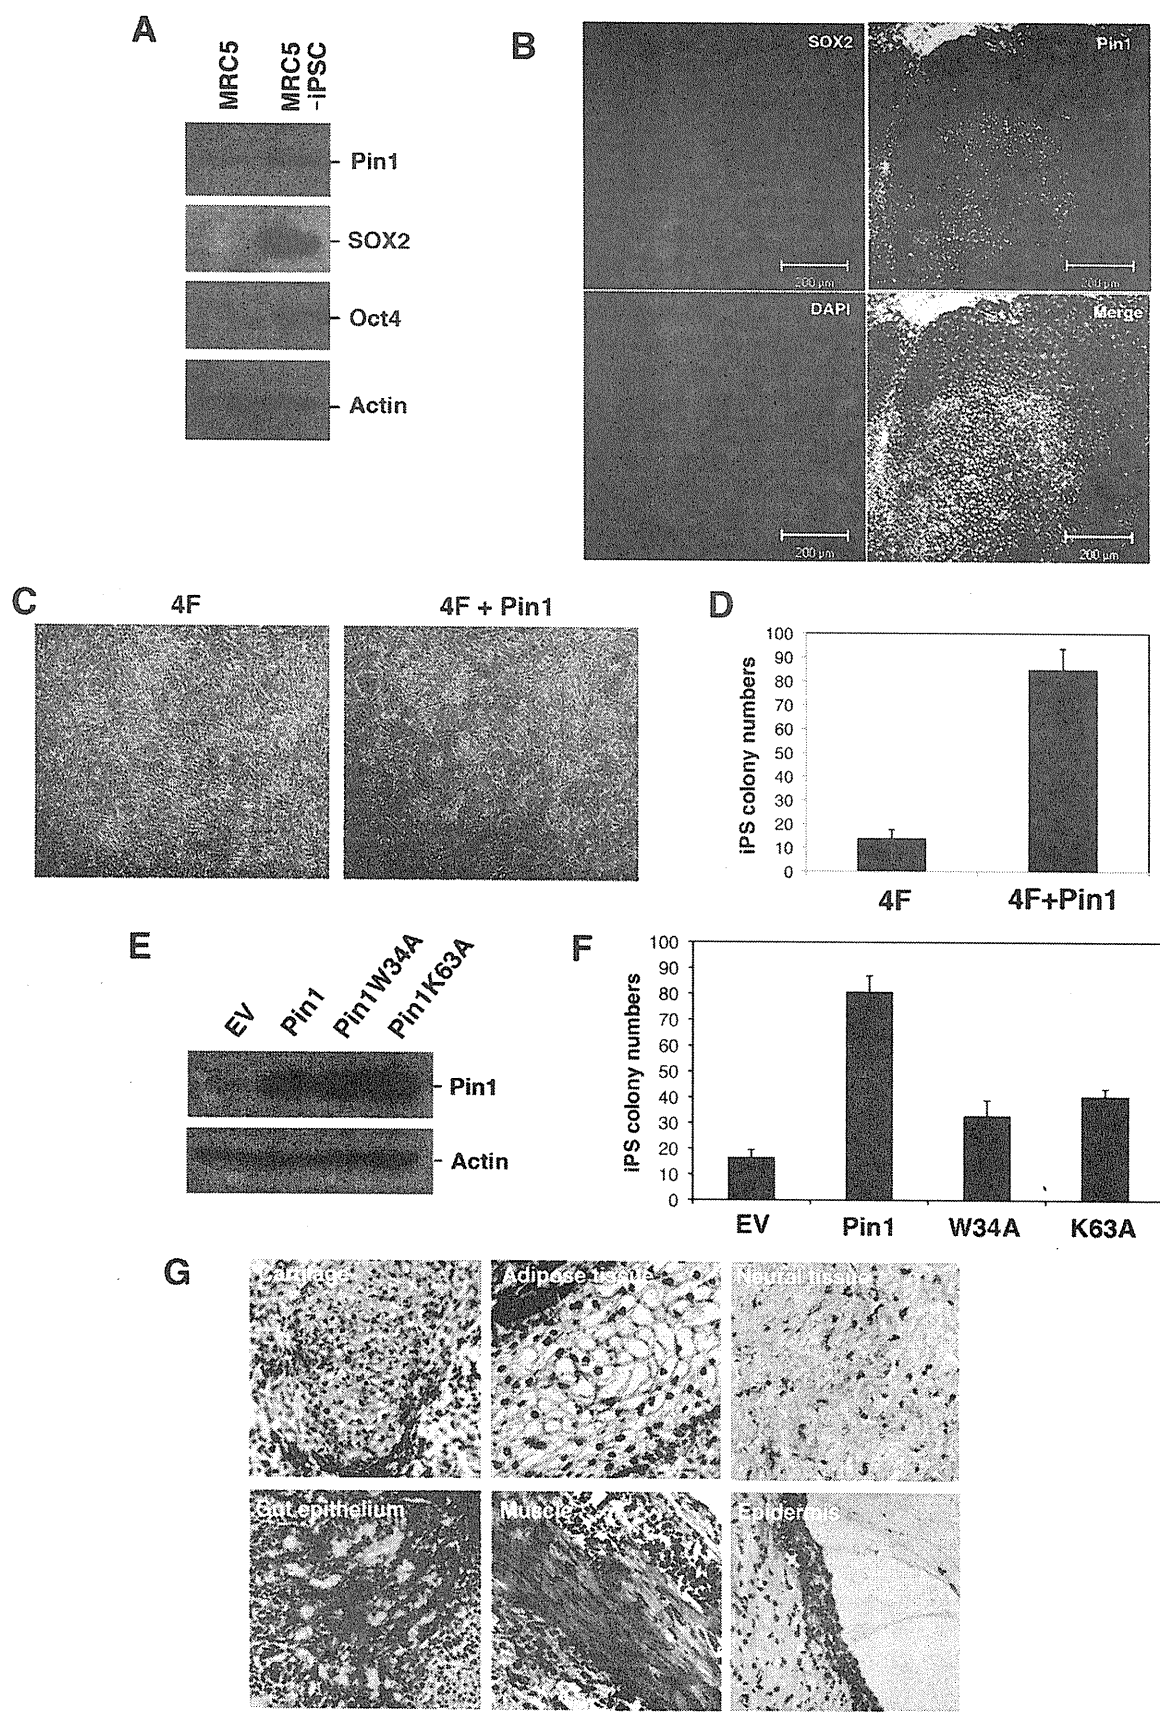 A
MRC5
MRC5
-iPSC
Pin1
SOX2
Oct4
Actin
B
SOX2
200 µm
Pin1
200 µm
DAPI
200 µm
Merge
200 µm
C
4F
4F + Pin1
D
iPS colony numbers
100
90
80
70
60
50
40
30
20
10
0
4F
4F+Pin1
E
EV
Pin1
Pin1W34A
Pin1K63A
Pin1
Actin
F
iPS colony numbers
100
90
80
70
60
50
40
30
20
10
0
EV
Pin1
W34A
K63A
G
Cartilage
Adipose tissue
Neural tissue
Gut epithelium
Muscle
Epidermis